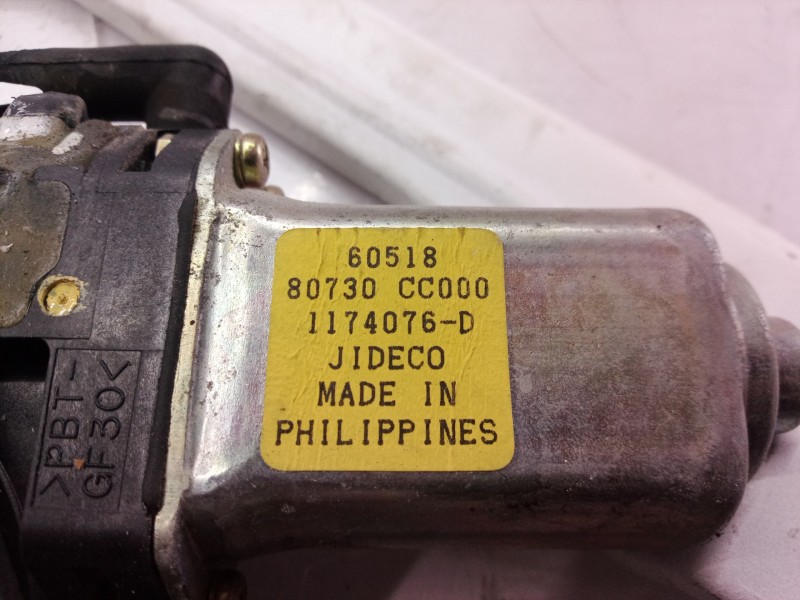 60518
80730 CC000
1174076-D
JIDECO
MADE IN
PHILIPPINES
>PBT-
GF30<